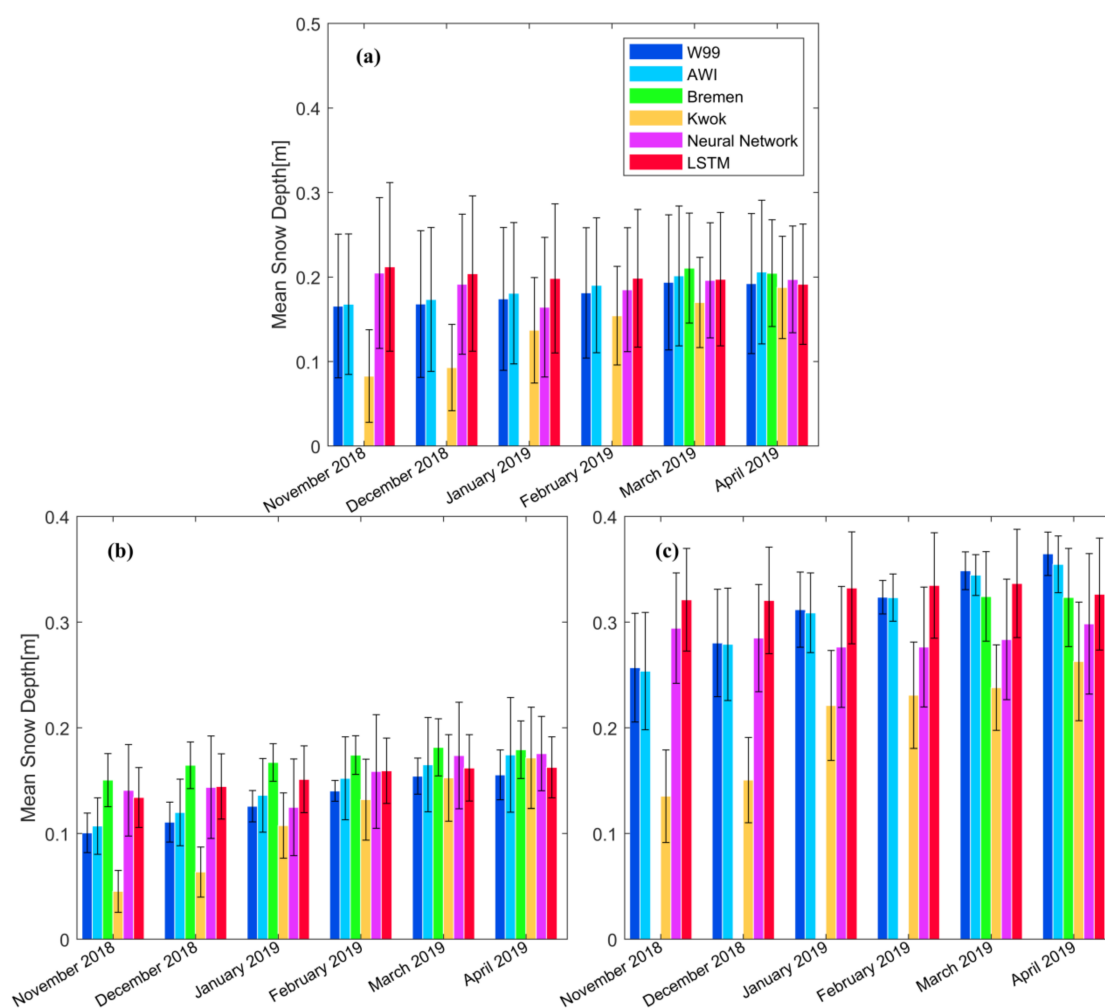 (a)
W99
AWI
Bremen
Kwok
Neural Network
LSTM
Mean Snow Depth[m]
0.5
0.4
0.3
0.2
0.1
0
November 2018
December 2018
January 2019
February 2019
March 2019
April 2019
(b)
Mean Snow Depth[m]
0.4
0.3
0.2
0.1
0
November 2018
December 2018
January 2019
February 2019
March 2019
April 2019
(c)
0.4
0.3
0.2
0.1
0
November 2018
December 2018
January 2019
February 2019
March 2019
April 2019